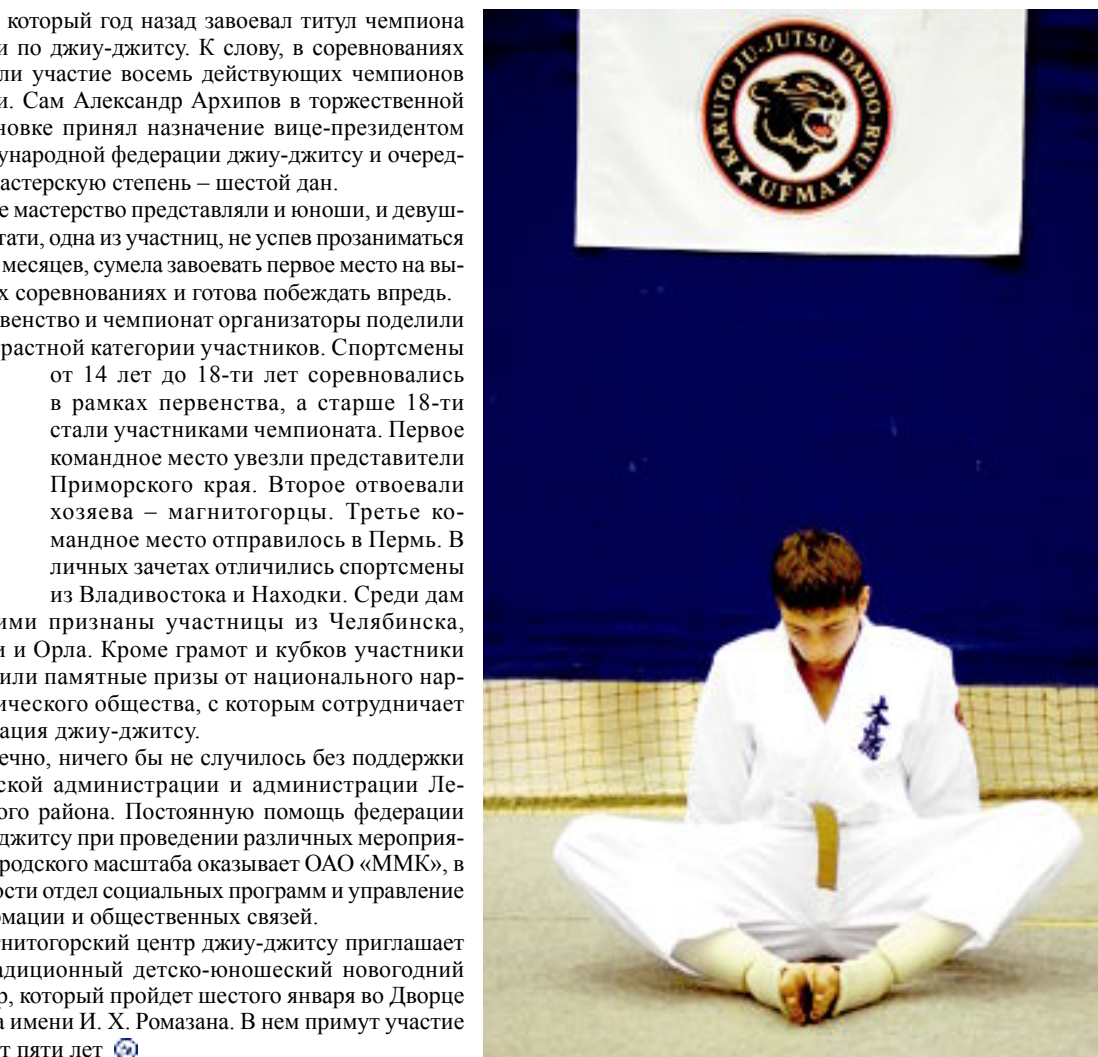 который год назад завоевал титул чемпиона
и по джиу-джитсу. К слову, в соревнованиях
ли участие восемь действующих чемпионов
и. Сам Александр Архипов в торжественной
новке принял назначение вице-президентом
ународной федерации джиу-джитсу и очеред-
астерскую степень – шестой дан.
е мастерство представляли и юноши, и девуш-
тати, одна из участниц, не успев прозаниматься
месяцев, сумела завоевать первое место на вы-
х соревнованиях и готова побеждать впредь.
венство и чемпионат организаторы поделили
растной категории участников. Спортсмены
от 14 лет до 18-ти лет соревновались
в рамках первенства, а старше 18-ти
стали участниками чемпионата. Первое
командное место увезли представители
Приморского края. Второе отвоевали
хозяева – магнитогорцы. Третье ко-
мандное место отправилось в Пермь. В
личных зачетах отличились спортсмены
из Владивостока и Находки. Среди дам
ими признаны участницы из Челябинска,
и и Орла. Кроме грамот и кубков участники
или памятные призы от национального нар-
ического общества, с которым сотрудничает
ация джиу-джитсу.
ечно, ничего бы не случилось без поддержки
ской администрации и администрации Ле-
ого района. Постоянную помощь федерации
джитсу при проведении различных мероприя-
родского масштаба оказывает ОАО «ММК», в
ости отдел социальных программ и управление
мации и общественных связей.
гнитогорский центр джиу-джитсу приглашает
адиционный детско-юношеский новогодний
р, который пройдет шестого января во Дворце
а имени И. Х. Ромазана. В нем примут участие
т пяти лет
KAKUTO JU-JUTSU DAIDO-RYU
UFMA